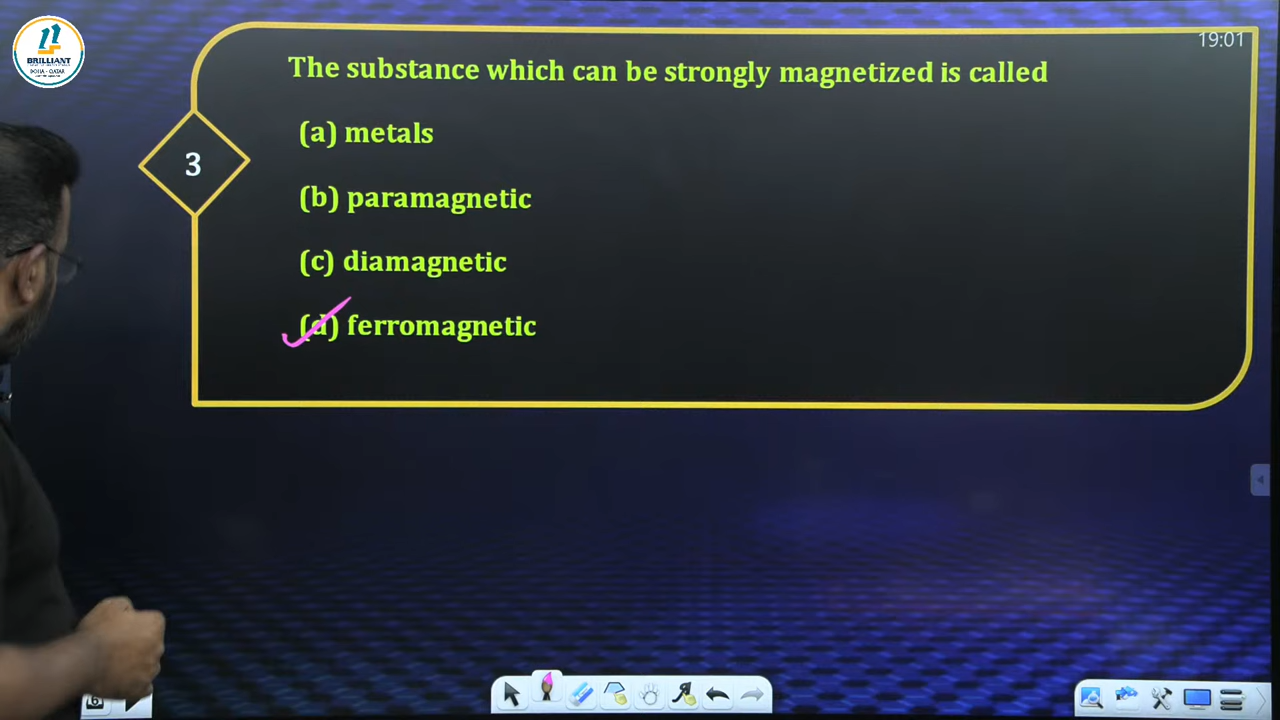 BRILLIANT
DOHA - QATAR
19:01
The substance which can be strongly magnetized is called
3
(a) metals
(b) paramagnetic
(c) diamagnetic
(d) ferromagnetic